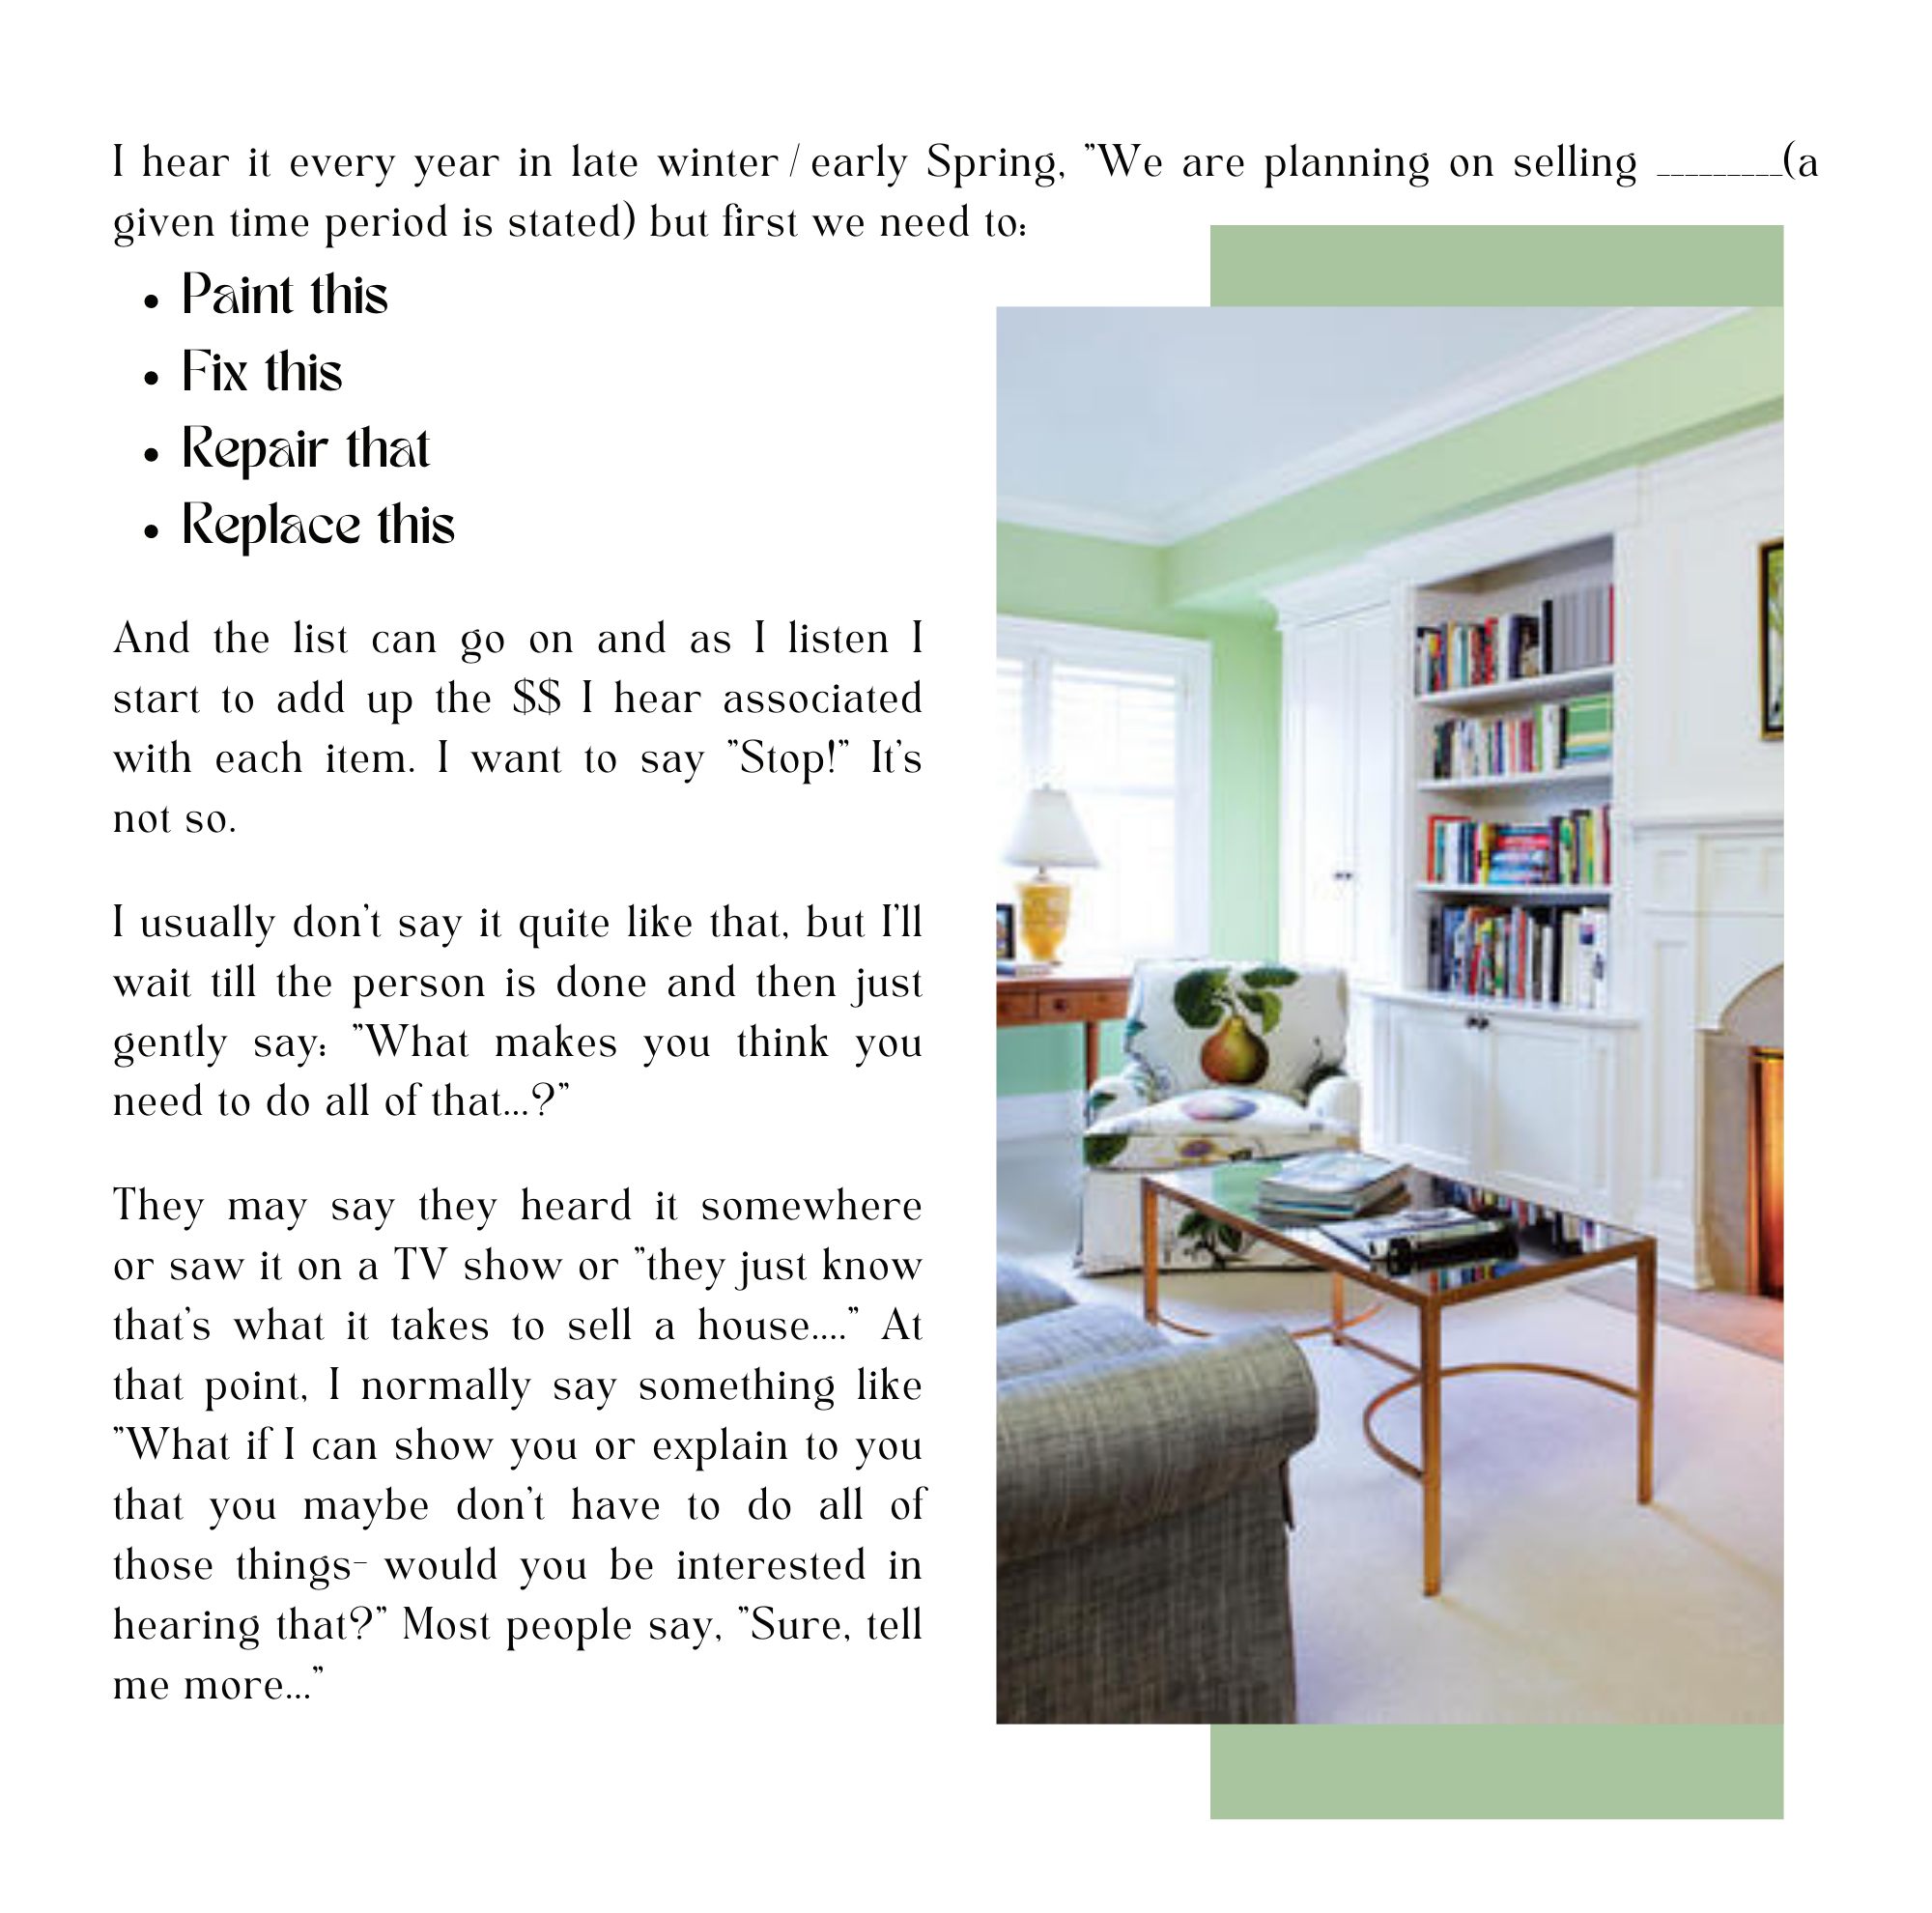 I hear it every year in late winter/early Spring, "We are planning on selling _________(a
given time period is stated) but first we need to:
• Paint this
• Fix this
• Repair that
• Replace this
And the list can go on and as I listen I
start to add up the $$ I hear associated
with each item. I want to say "Stop!" It's
not so.
I usually don't say it quite like that, but I'll
wait till the person is done and then just
gently say: "What makes you think you
need to do all of that...?"
They may say they heard it somewhere
or saw it on a TV show or "they just know
that's what it takes to sell a house...." At
that point, I normally say something like
"What if I can show you or explain to you
that you maybe don't have to do all of
those things- would you be interested in
hearing that?" Most people say, "Sure, tell
me more..."